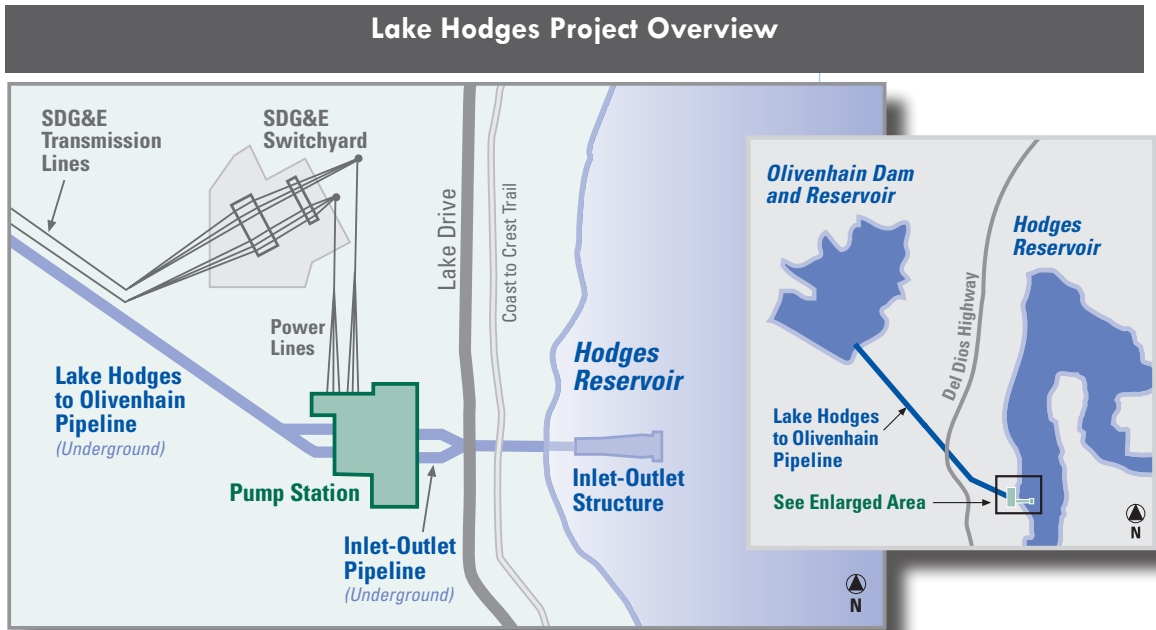 Lake Hodges Project Overview
SDG&E
Transmission
Lines
SDG&E
Switchyard
Lake Drive
Coast to Crest Trail
Power
Lines
Hodges
Reservoir
Lake Hodges
to Olivenhain
Pipeline
(Underground)
Pump Station
Inlet-Outlet
Structure
Inlet-Outlet
Pipeline
(Underground)
N
Olivenhain Dam
and Reservoir
Hodges
Reservoir
Del Dios Highway
Lake Hodges
to Olivenhain
Pipeline
See Enlarged Area
N